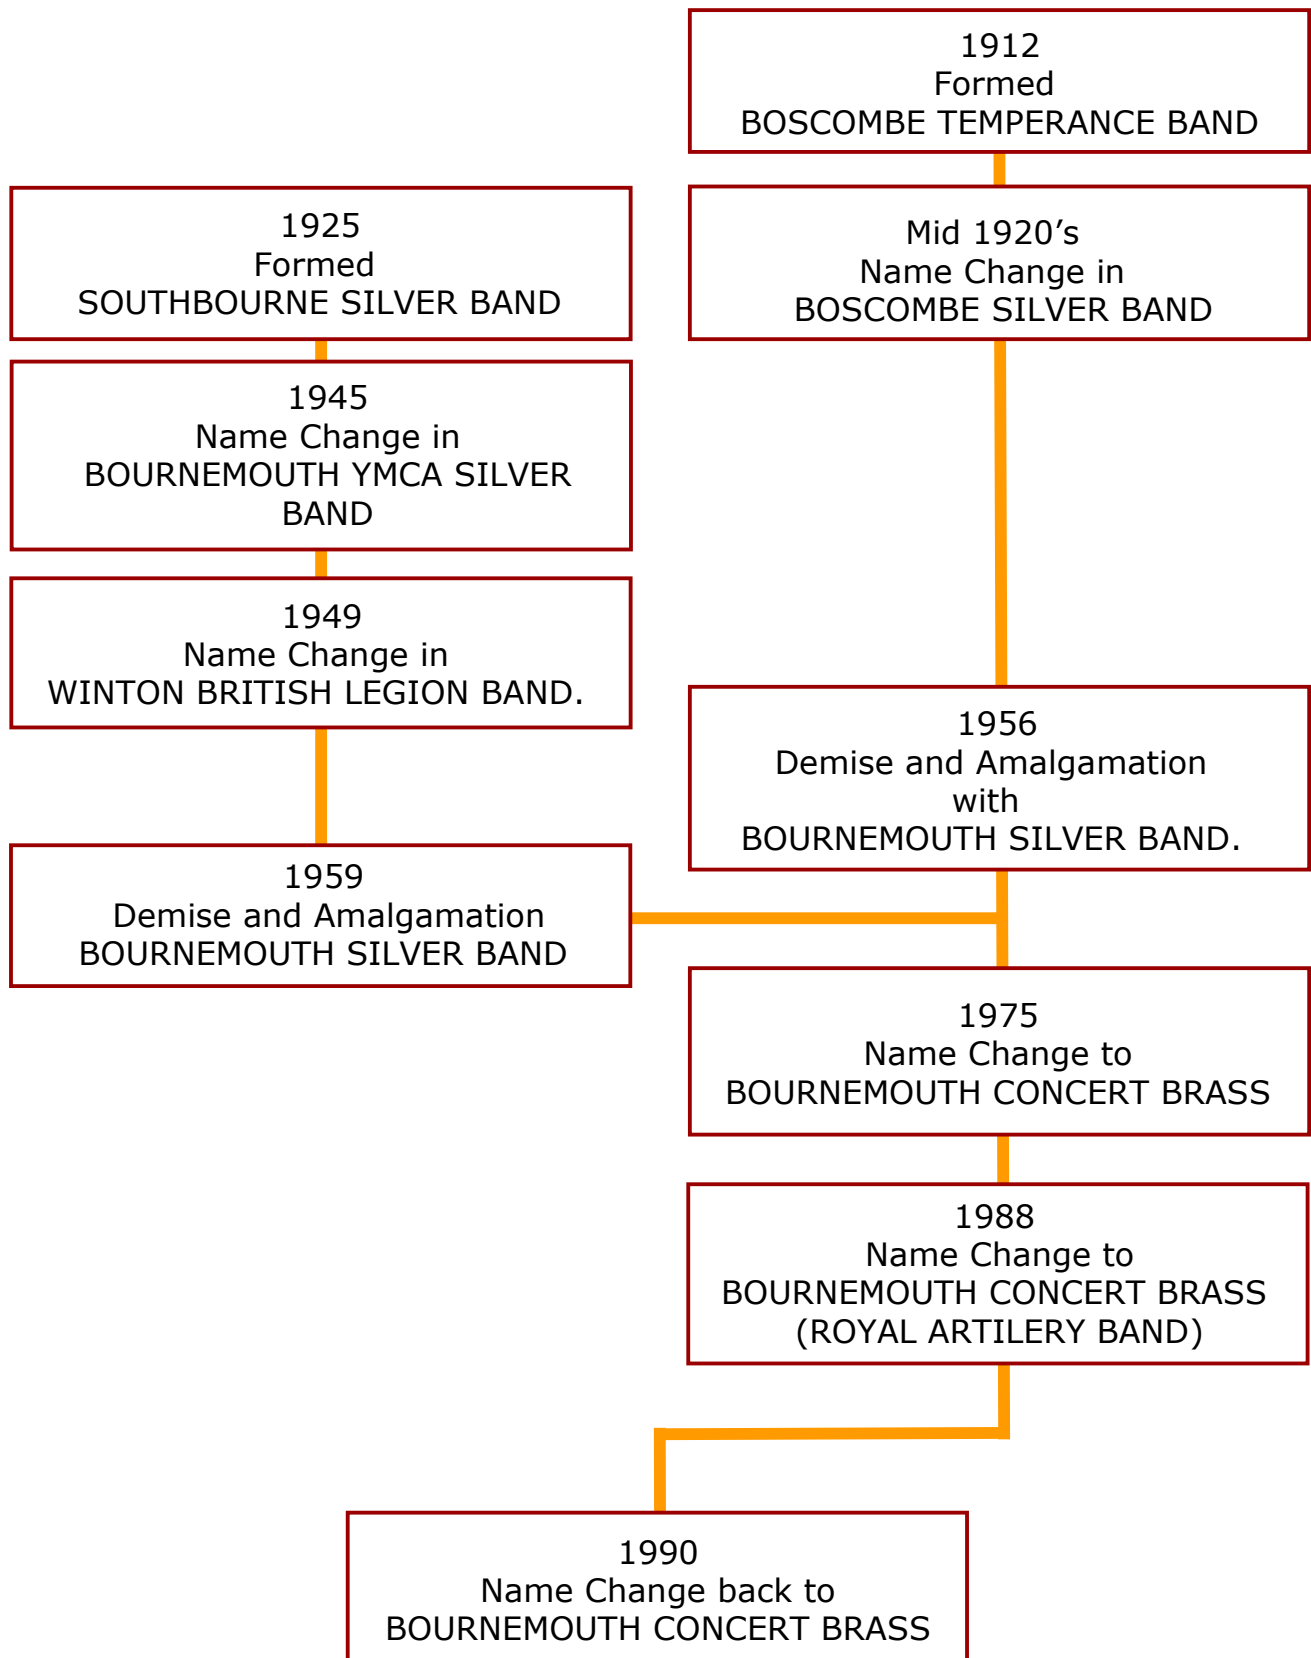 1912
Formed
BOSCOMBE TEMPERANCE BAND
Mid 1920’s
Name Change in
BOSCOMBE SILVER BAND
1925
Formed
SOUTHBOURNE SILVER BAND
1945
Name Change in
BOURNEMOUTH YMCA SILVER
BAND
1949
Name Change in
WINTON BRITISH LEGION BAND.
1956
Demise and Amalgamation
with
BOURNEMOUTH SILVER BAND.
1959
Demise and Amalgamation
BOURNEMOUTH SILVER BAND
1975
Name Change to
BOURNEMOUTH CONCERT BRASS
1988
Name Change to
BOURNEMOUTH CONCERT BRASS
(ROYAL ARTILERY BAND)
1990
Name Change back to
BOURNEMOUTH CONCERT BRASS